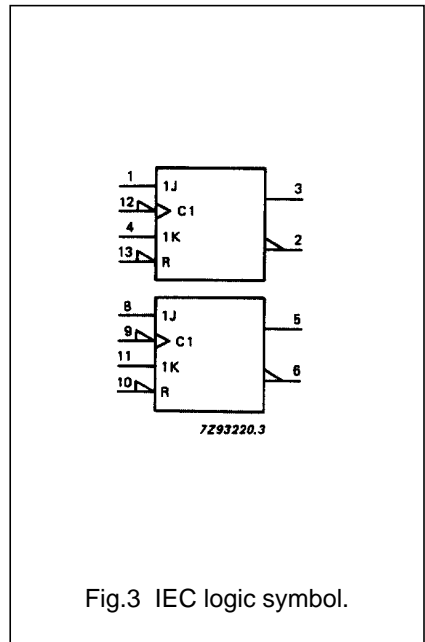 1 1J 3
12 C1
4 1K 2
13 R
8 1J 5
9 C1
11 1K 6
10 R
7Z93220.3
Fig.3 IEC logic symbol.